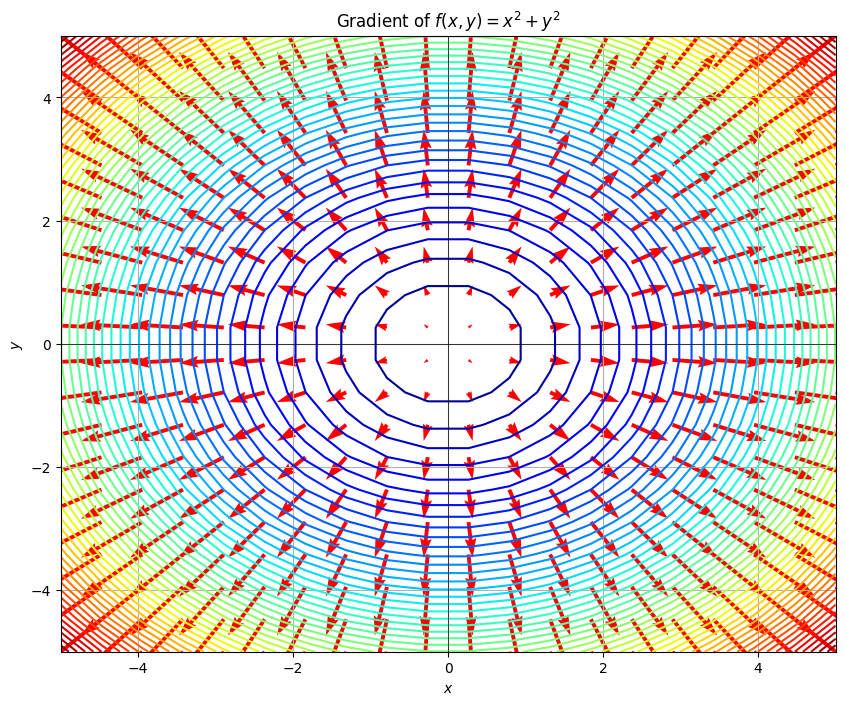 Gradient of f(x, y) = x² + y²
4
2
0
−2
−4
y
−4 −2 0 2 4
x